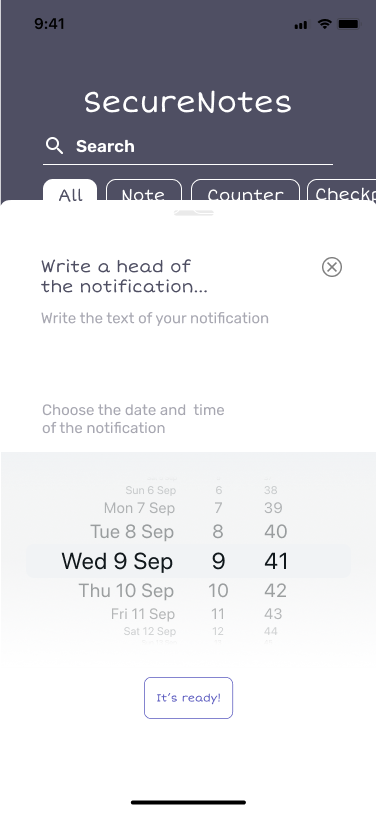 9:41
SecureNotes
Search
All Note Counter
Write a head of
the notification...
Write the text of your notification
Choose the date and time
of the notification
Sun 6 Sep 6 38
Mon 7 Sep 7 39
Tue 8 Sep 8 40
Wed 9 Sep 9 41
Thu 10 Sep 10 42
Fri 11 Sep 11 43
Sat 12 Sep 12 44
It's ready!